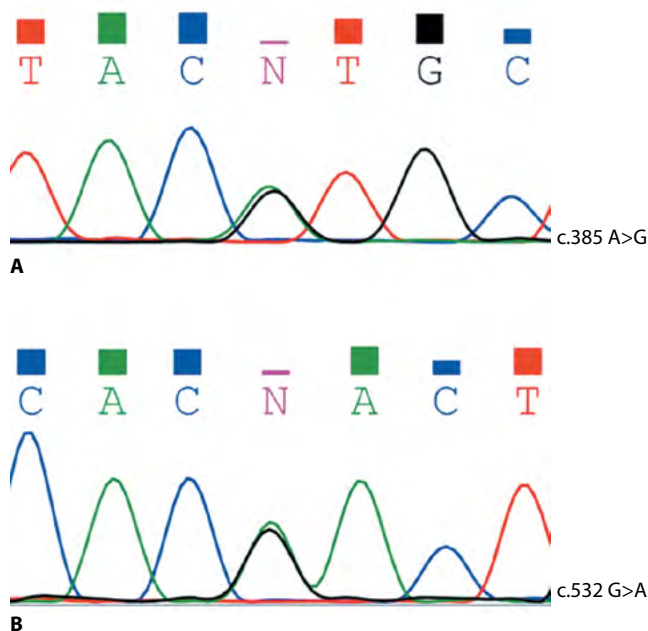 T A C N T G C
c.385 A>G
A
C A C N A C T
c.532 G>A
B